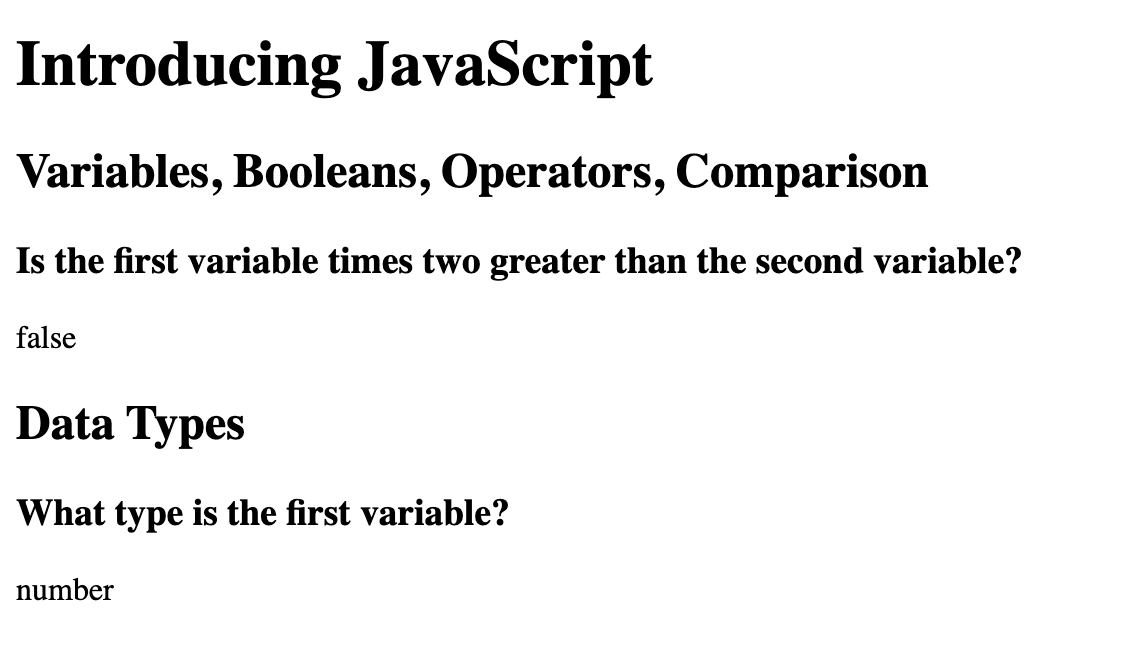 Introducing JavaScript
Variables, Booleans, Operators, Comparison
Is the first variable times two greater than the second variable?
false
Data Types
What type is the first variable?
number